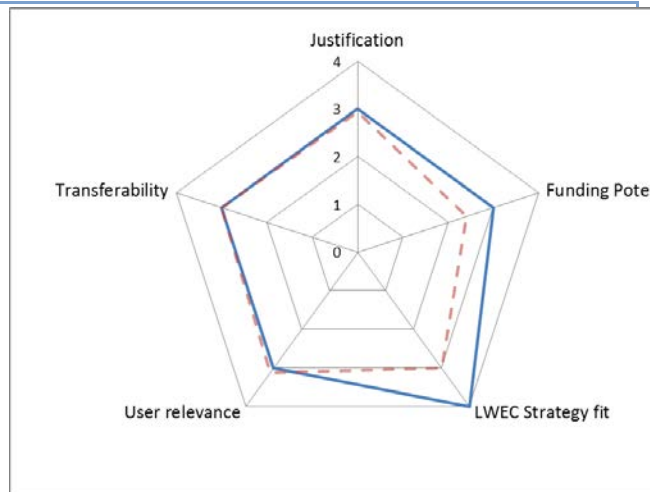 Justification
4
3
2
1
0
Transferability
Funding Pote
User relevance
LWEC Strategy fit